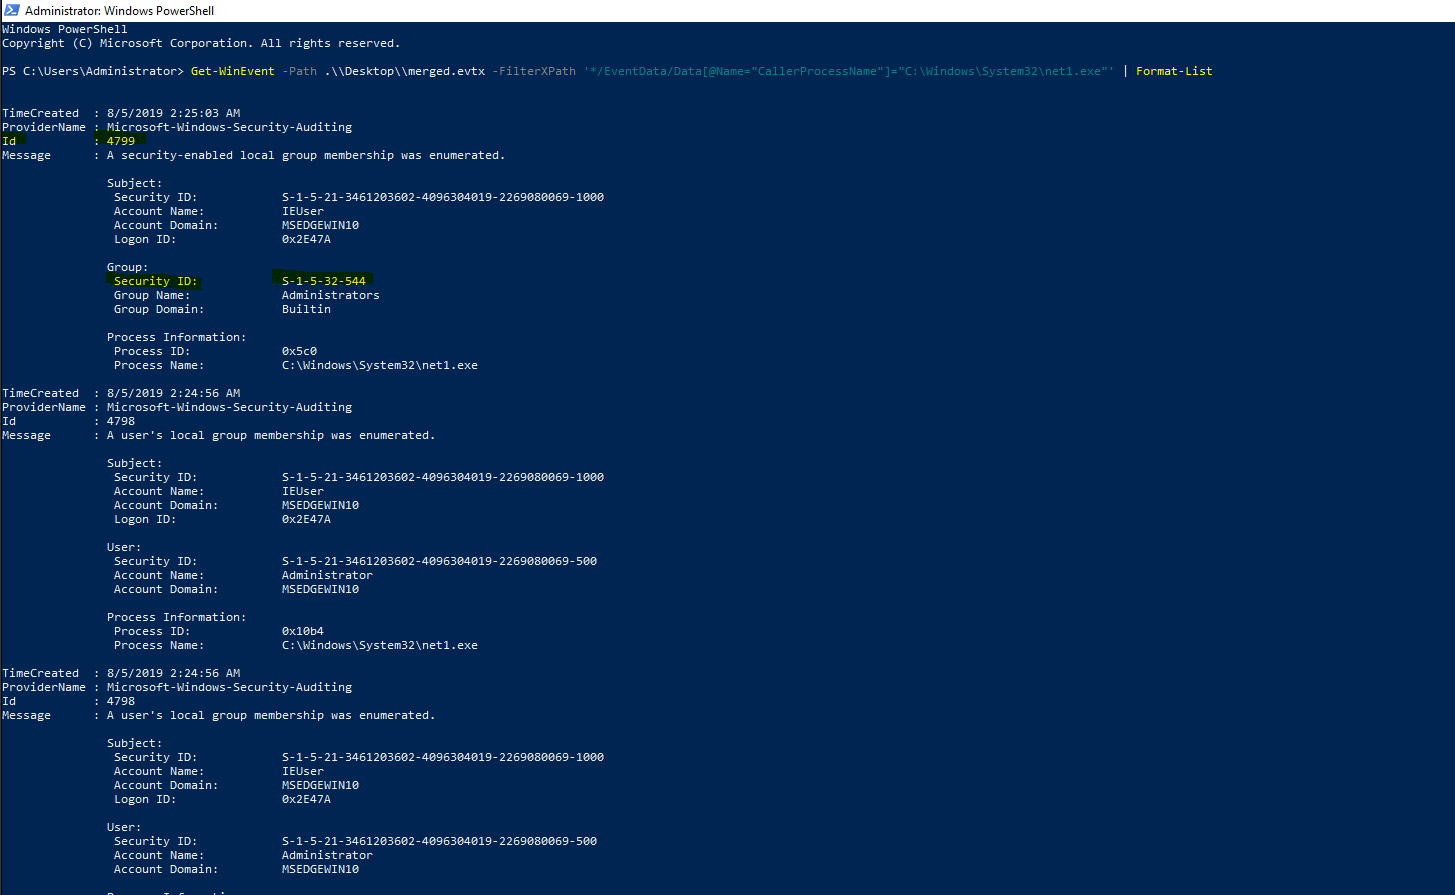 Administrator: Windows PowerShell
Windows PowerShell
Copyright (C) Microsoft Corporation. All rights reserved.
PS C:\Users\Administrator> Get-WinEvent -Path .\\Desktop\\merged.evtx -FilterXPath '*/EventData/Data[@Name="CallerProcessName"]="C:\Windows\System32\net1.exe"' | Format-List
TimeCreated  : 8/5/2019 2:25:03 AM
ProviderName : Microsoft-Windows-Security-Auditing
Id           : 4799
Message      : A security-enabled local group membership was enumerated.
Subject:
Security ID: S-1-5-21-3461203602-4096304019-2269080069-1000
Account Name: IEUser
Account Domain: MSEDGEWIN10
Logon ID: 0x2E47A
Group:
Security ID: S-1-5-32-544
Group Name: Administrators
Group Domain: Builtin
Process Information:
Process ID: 0x5c0
Process Name: C:\Windows\System32\net1.exe
TimeCreated  : 8/5/2019 2:24:56 AM
ProviderName : Microsoft-Windows-Security-Auditing
Id           : 4798
Message      : A user's local group membership was enumerated.
Subject:
Security ID: S-1-5-21-3461203602-4096304019-2269080069-1000
Account Name: IEUser
Account Domain: MSEDGEWIN10
Logon ID: 0x2E47A
User:
Security ID: S-1-5-21-3461203602-4096304019-2269080069-500
Account Name: Administrator
Account Domain: MSEDGEWIN10
Process Information:
Process ID: 0x10b4
Process Name: C:\Windows\System32\net1.exe
TimeCreated  : 8/5/2019 2:24:56 AM
ProviderName : Microsoft-Windows-Security-Auditing
Id           : 4798
Message      : A user's local group membership was enumerated.
Subject:
Security ID: S-1-5-21-3461203602-4096304019-2269080069-1000
Account Name: IEUser
Account Domain: MSEDGEWIN10
Logon ID: 0x2E47A
User:
Security ID: S-1-5-21-3461203602-4096304019-2269080069-500
Account Name: Administrator
Account Domain: MSEDGEWIN10